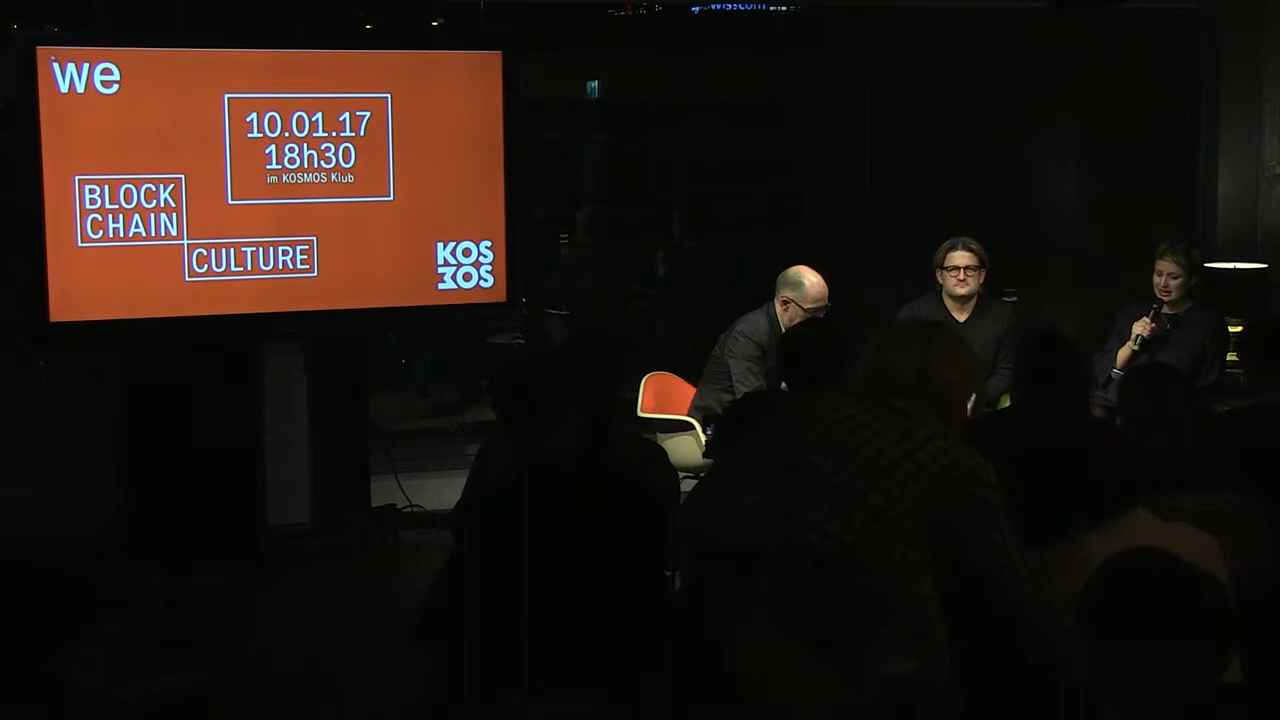 we
10.01.17
18h30
im KOSMOS Klub
BLOCK
CHAIN
CULTURE
KOS
MOS